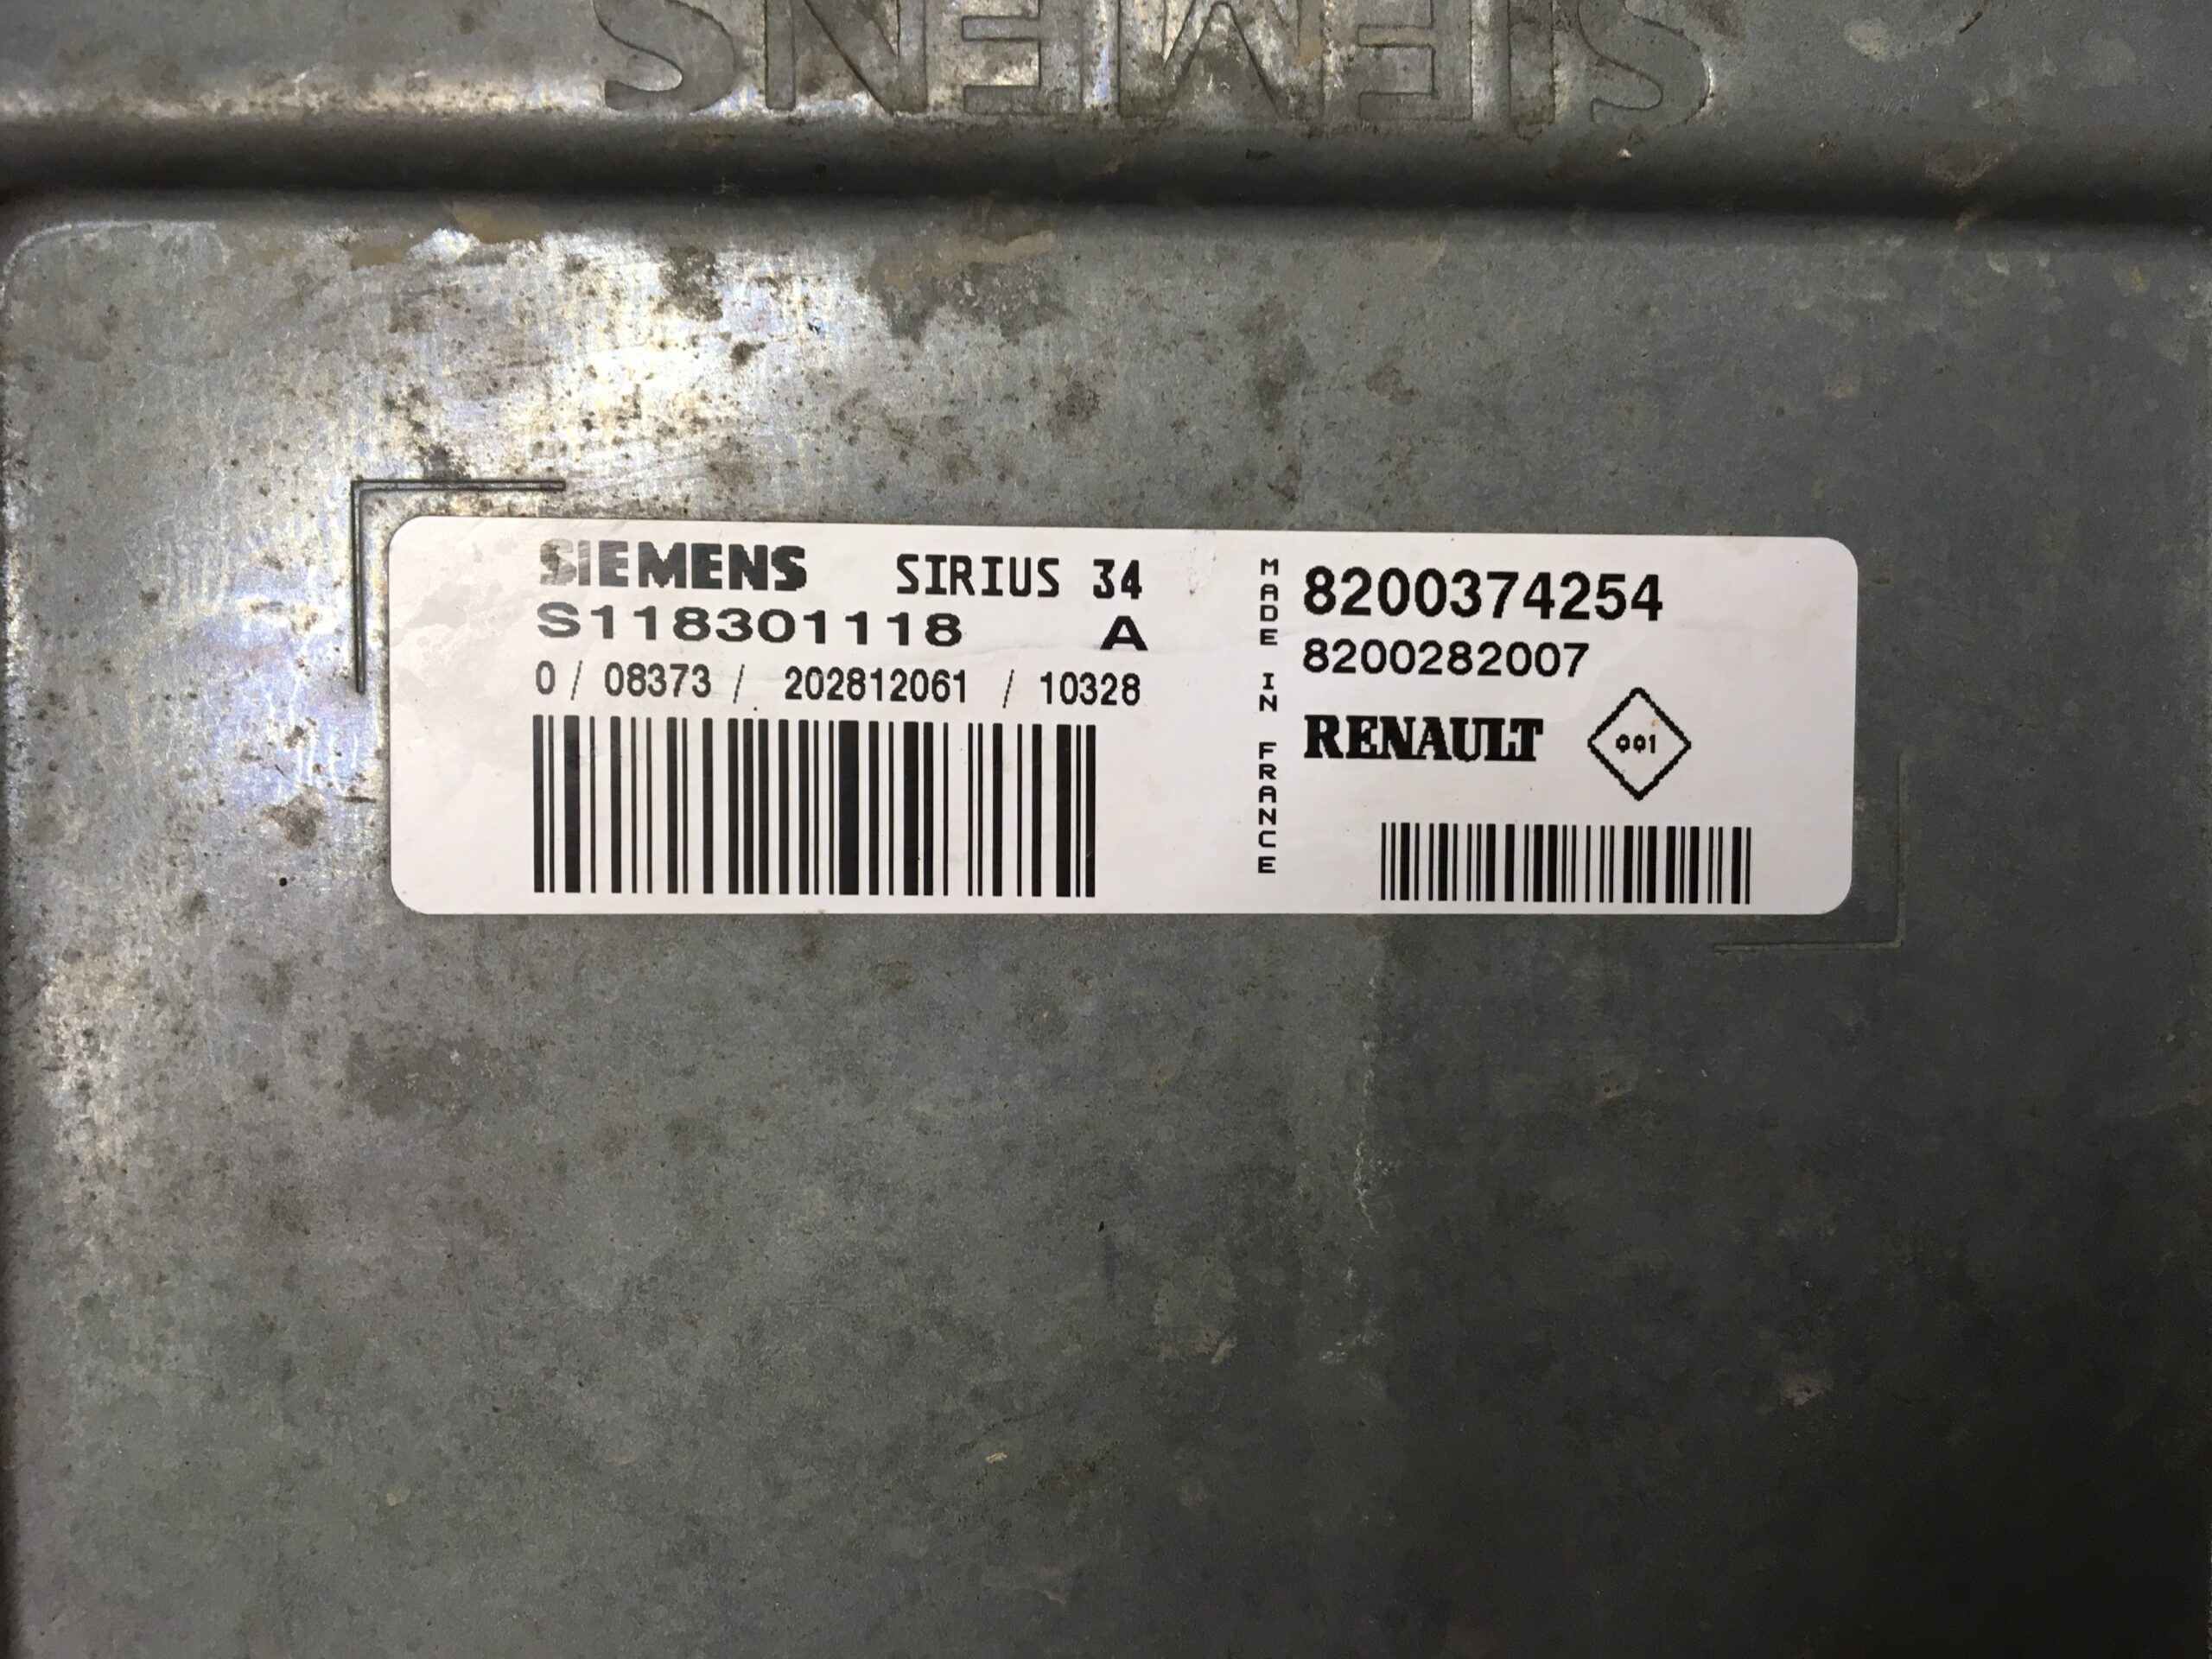 SIEMENS
SIEMENS SIRIUS 34
S118301118 A
0 / 08373 / 202812061 / 10328
MADE IN FRANCE
8200374254
8200282007
RENAULT 001